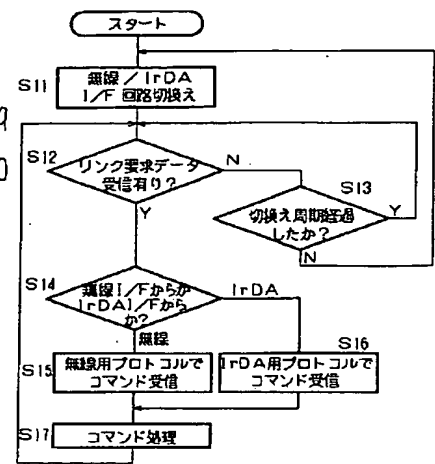 スタート
S11
無線／IrDA
I/F 回路切換え
S12
リンク要求データ
受信有り？
N
Y
S13
切換え周期経過
したか？
Y
N
S14
無線I/Fからか
IrDAI/Fから
か？
IrDA
無線
S15
無線用プロトコルで
コマンド受信
S16
IrDA用プロトコルで
コマンド受信
S17
コマンド処理